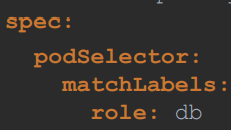 spec:
podSelector:
matchLabels:
role: db